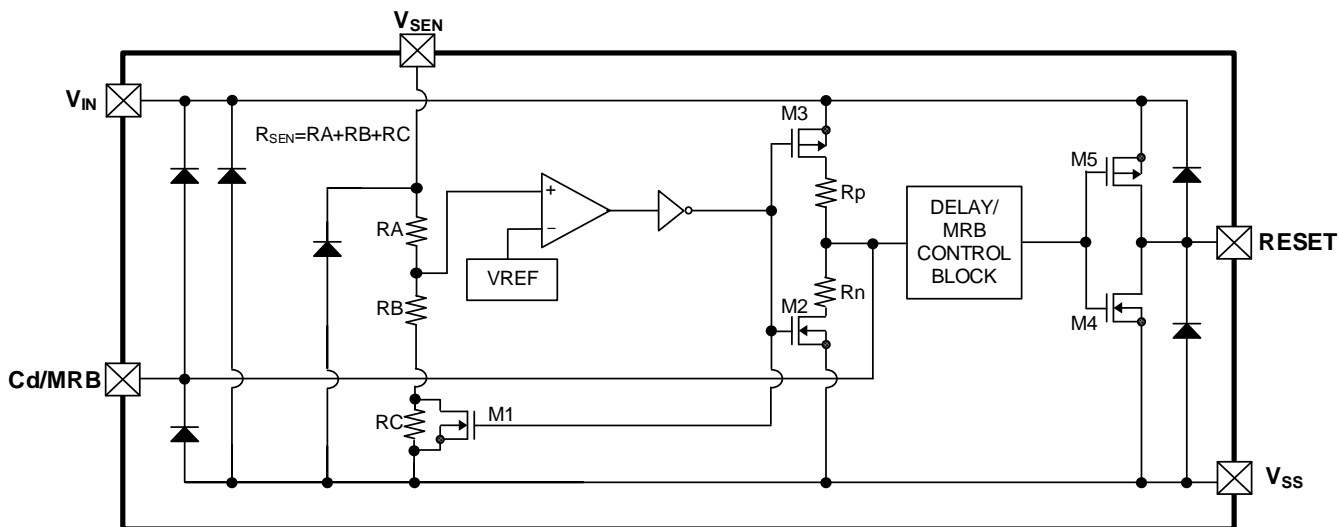 VSEN
VIN
RSEN=RA+RB+RC
M3
M5
+
Rp
RA
−
DELAY/
MRB
CONTROL
BLOCK
RESET
VREF
Rn
RB
M2
M4
Cd/MRB
RC
M1
VSS